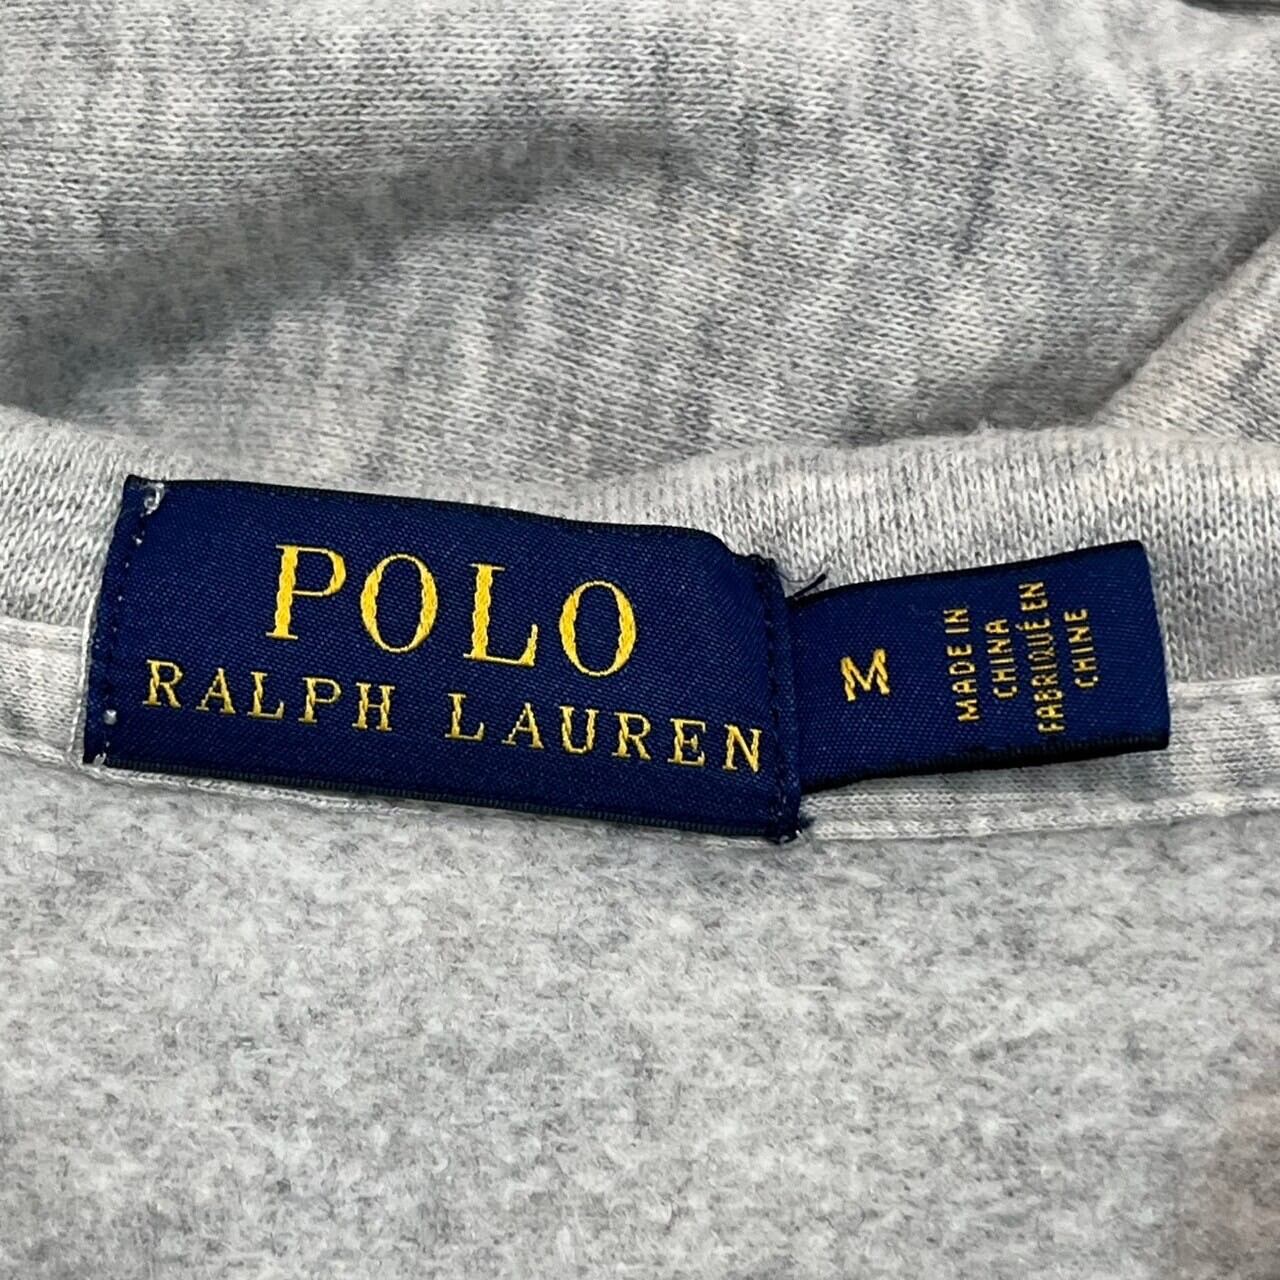 POLO
RALPH LAUREN
M
MADE IN
CHINA
FABRIQUÉ EN
CHINE